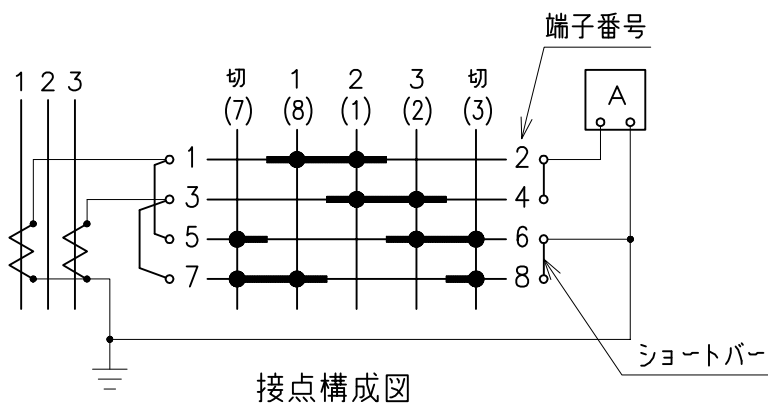 端子番号
1 2 3
切 1 2 3 切
(7) (8) (1) (2) (3)
A
1 2
3 4
5 6
7 8
ショートバー
接点構成図